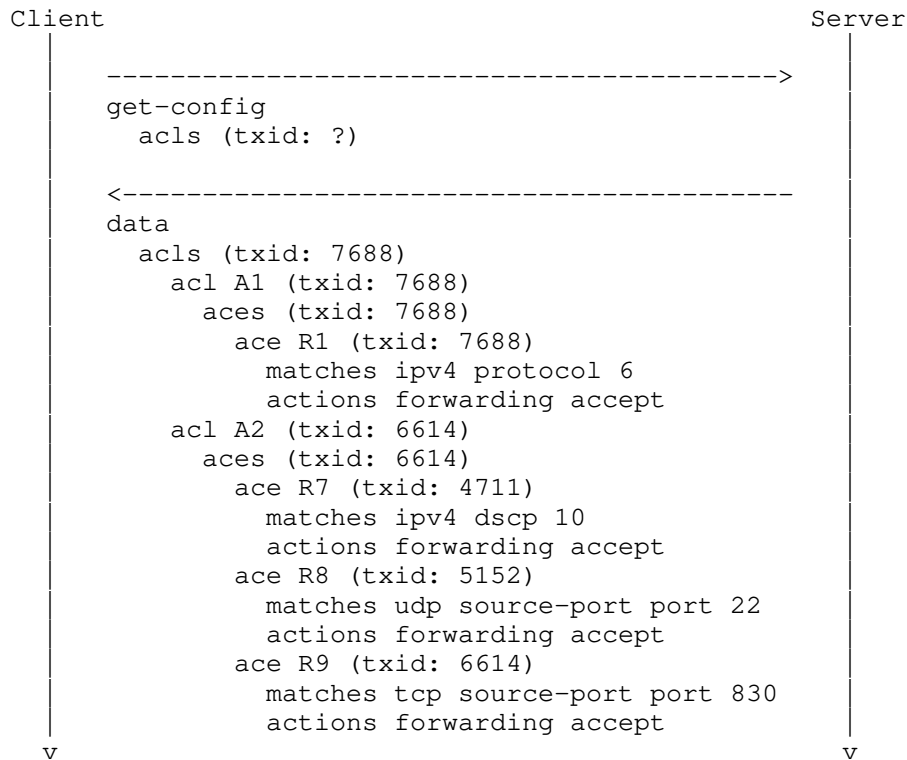 Client Server
------------------------------------------>
get-config
acls (txid: ?)
<------------------------------------------
data
acls (txid: 7688)
acl A1 (txid: 7688)
aces (txid: 7688)
ace R1 (txid: 7688)
matches ipv4 protocol 6
actions forwarding accept
acl A2 (txid: 6614)
aces (txid: 6614)
ace R7 (txid: 4711)
matches ipv4 dscp 10
actions forwarding accept
ace R8 (txid: 5152)
matches udp source-port port 22
actions forwarding accept
ace R9 (txid: 6614)
matches tcp source-port port 830
actions forwarding accept
v v